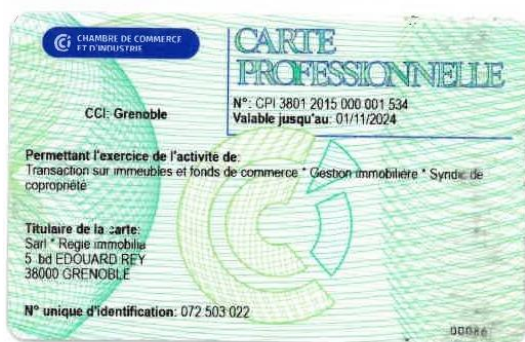 CHAMBRE DE COMMERCE
ET D'INDUSTRIE
CARTE
PROFESSIONNELLE
N°: CPI 3801 2015 000 001 534
CCI: Grenoble
Valable jusqu'au: 01/11/2024
Permettant l'exercice de l'activité de:
Transaction sur immeubles et fonds de commerce * Gestion immobilière * Syndic de
copropriété
Titulaire de la carte:
Sarl * Regie immobilia
5 bd EDOUARD REY
38000 GRENOBLE
N° unique d'identification: 072 503 022
00086